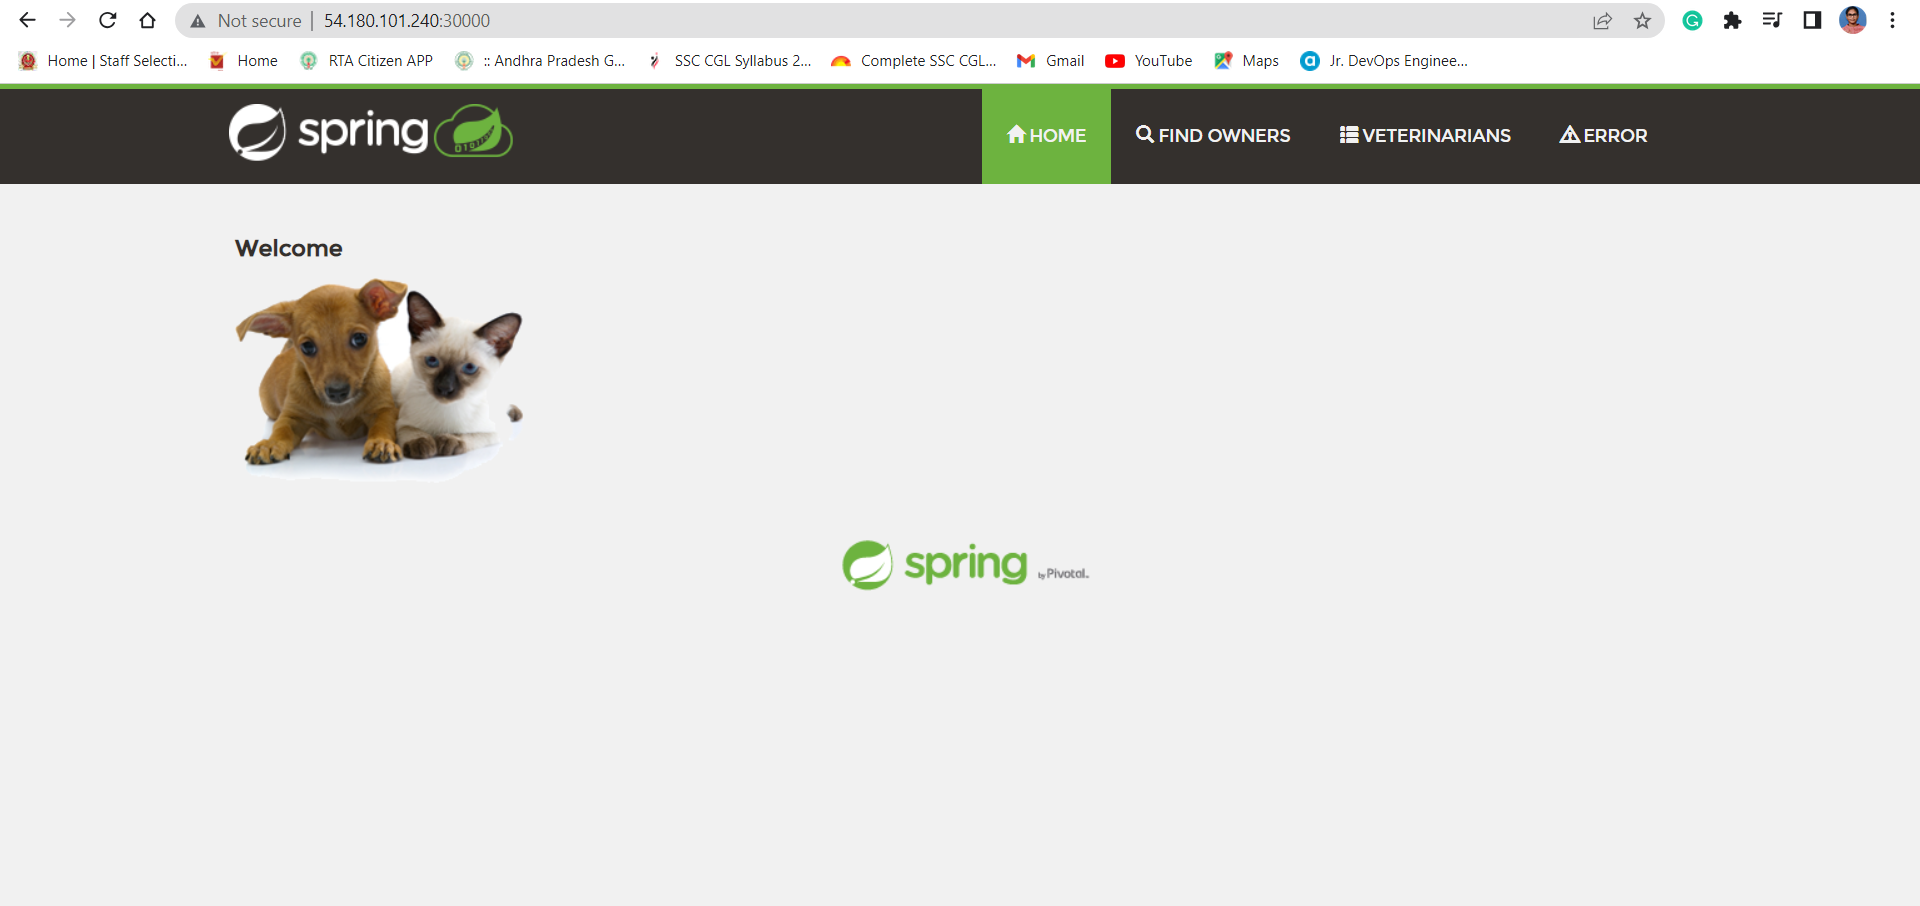 Not secure | 54.180.101.240:30000
Home | Staff Selecti... Home RTA Citizen APP :: Andhra Pradesh G... SSC CGL Syllabus 2... Complete SSC CGL... Gmail YouTube Maps Jr. DevOps Enginee...
spring HOME FIND OWNERS VETERINARIANS ERROR
Welcome
spring by Pivotal.